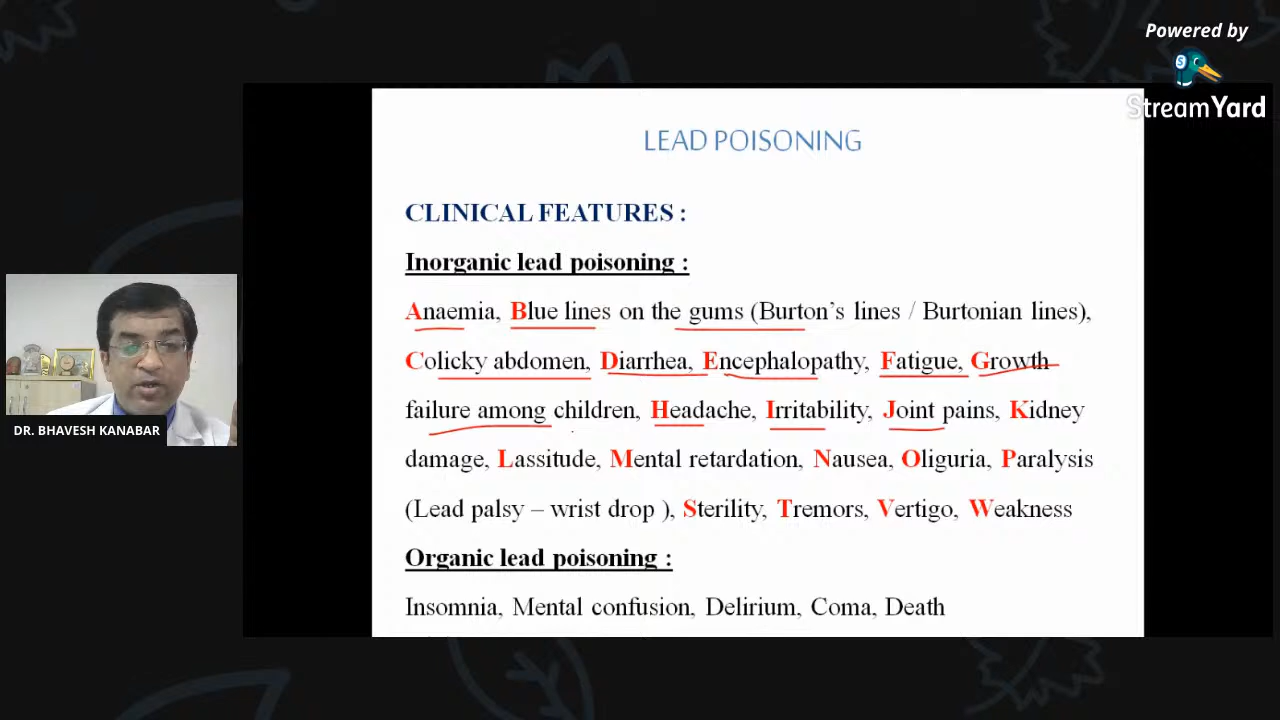 Powered by
StreamYard
LEAD POISONING
CLINICAL FEATURES :
Inorganic lead poisoning :
Anaemia, Blue lines on the gums (Burton’s lines / Burtonian lines),
Colicky abdomen, Diarrhea, Encephalopathy, Fatigue, Growth
failure among children, Headache, Irritability, Joint pains, Kidney
damage, Lassitude, Mental retardation, Nausea, Oliguria, Paralysis
(Lead palsy – wrist drop ), Sterility, Tremors, Vertigo, Weakness
Organic lead poisoning :
Insomnia, Mental confusion, Delirium, Coma, Death
DR. BHAVESH KANABAR